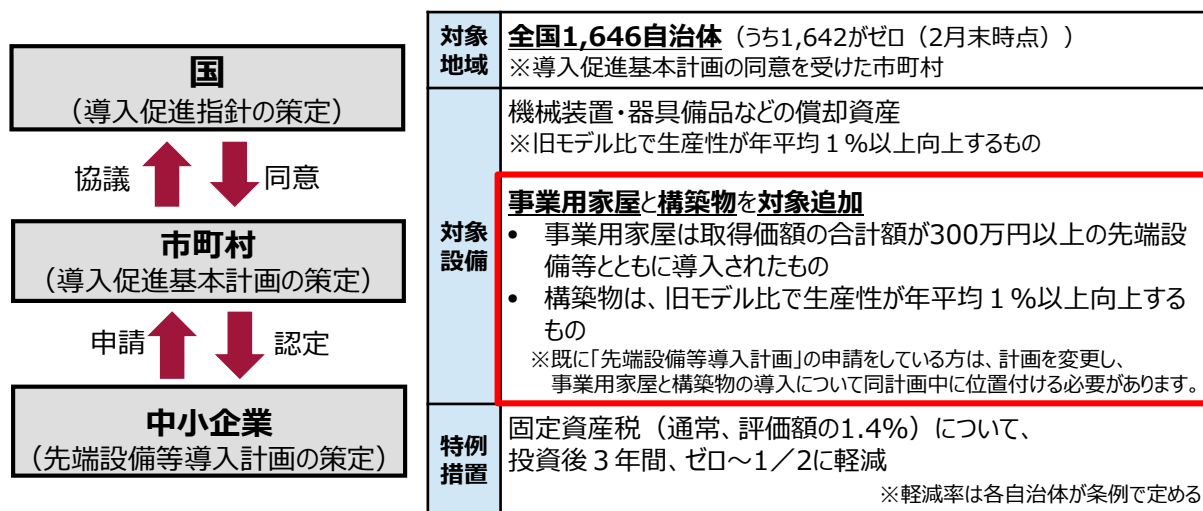 国
（導入促進指針の策定）
協議
同意
市町村
（導入促進基本計画の策定）
申請
認定
中小企業
（先端設備等導入計画の策定）
対象
地域
全国1,646自治体（うち1,642がゼロ（2月末時点））
※導入促進基本計画の同意を受けた市町村
対象
設備
機械装置・器具備品などの償却資産
※旧モデル比で生産性が年平均１％以上向上するもの
事業用家屋と構築物を対象追加
• 事業用家屋は取得価額の合計額が300万円以上の先端設
備等とともに導入されたもの
• 構築物は、旧モデル比で生産性が年平均１％以上向上する
もの
※既に「先端設備等導入計画」の申請をしている方は、計画を変更し、
事業用家屋と構築物の導入について同計画中に位置付ける必要があります。
特例
措置
固定資産税（通常、評価額の1.4%）について、
投資後３年間、ゼロ～1／2に軽減
※軽減率は各自治体が条例で定める